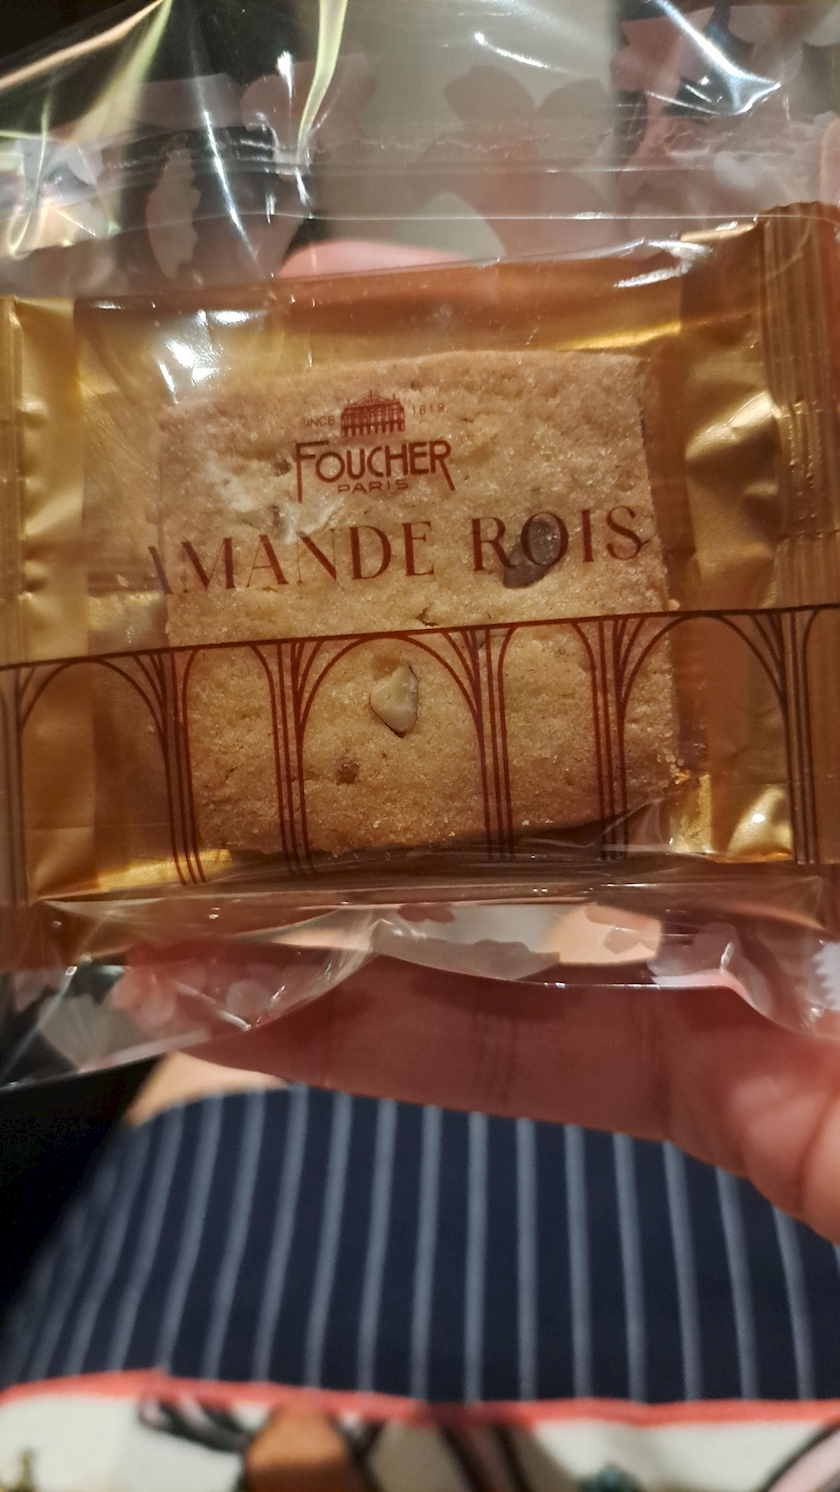 SINCE 1819
FOUCHER
PARIS
AMANDE ROIS